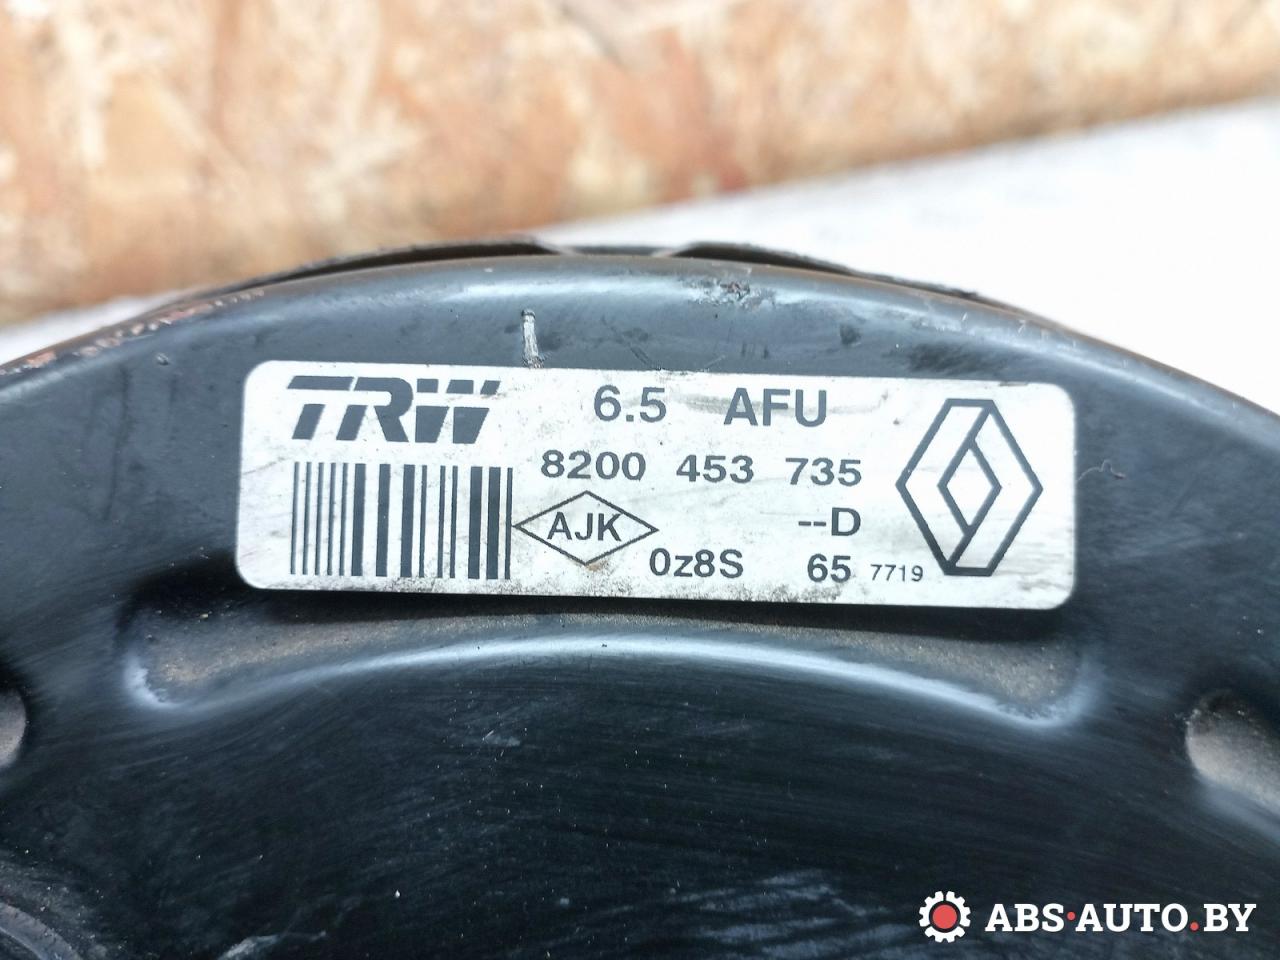 TRW 6.5 AFU
8200 453 735
AJK --D
0z8S 65 7719
ABS·AUTO.BY